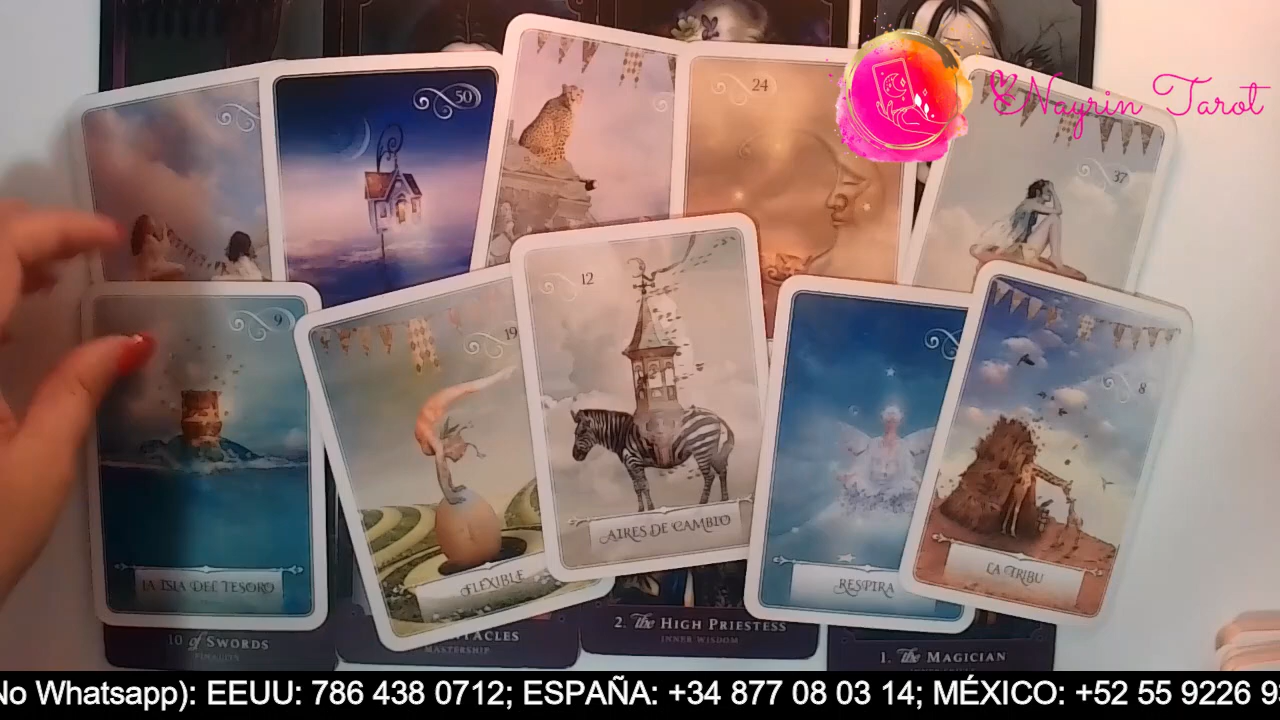 50
24
37
Nayrin Tarot
9
19
12
8
LA ISLA DEL TESORO
FLEXIBLE
AIRES DE CAMBIO
RESPIRA
LA TRIBU
10 of SWORDS
MASTERSHIP
2. The HIGH PRIESTESS
INNER WISDOM
1. The MAGICIAN
No Whatsapp): EEUU: 786 438 0712; ESPAÑA: +34 877 08 03 14; MÉXICO: +52 55 9226